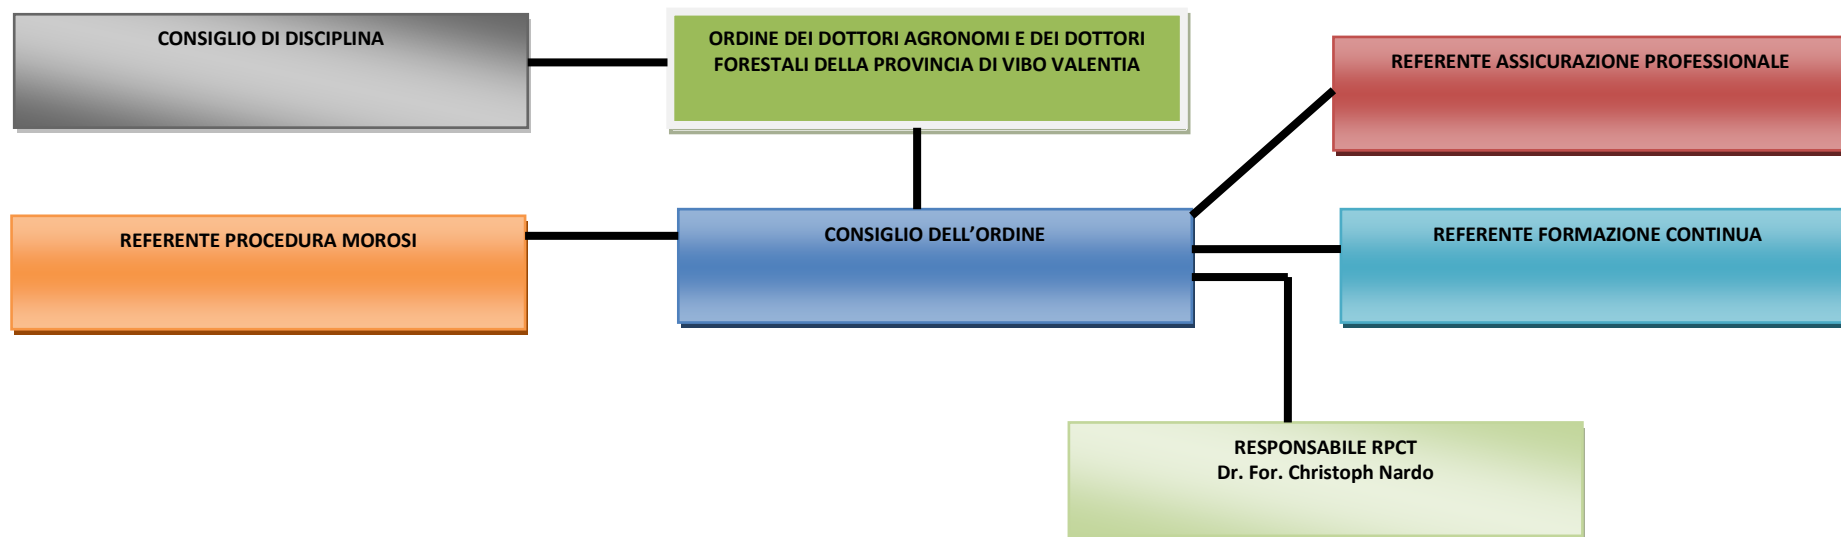 CONSIGLIO DI DISCIPLINA
ORDINE DEI DOTTORI AGRONOMI E DEI DOTTORI
FORESTALI DELLA PROVINCIA DI VIBO VALENTIA
REFERENTE ASSICURAZIONE PROFESSIONALE
REFERENTE PROCEDURA MOROSI
CONSIGLIO DELL’ORDINE
REFERENTE FORMAZIONE CONTINUA
RESPONSABILE RPCT
Dr. For. Christoph Nardo